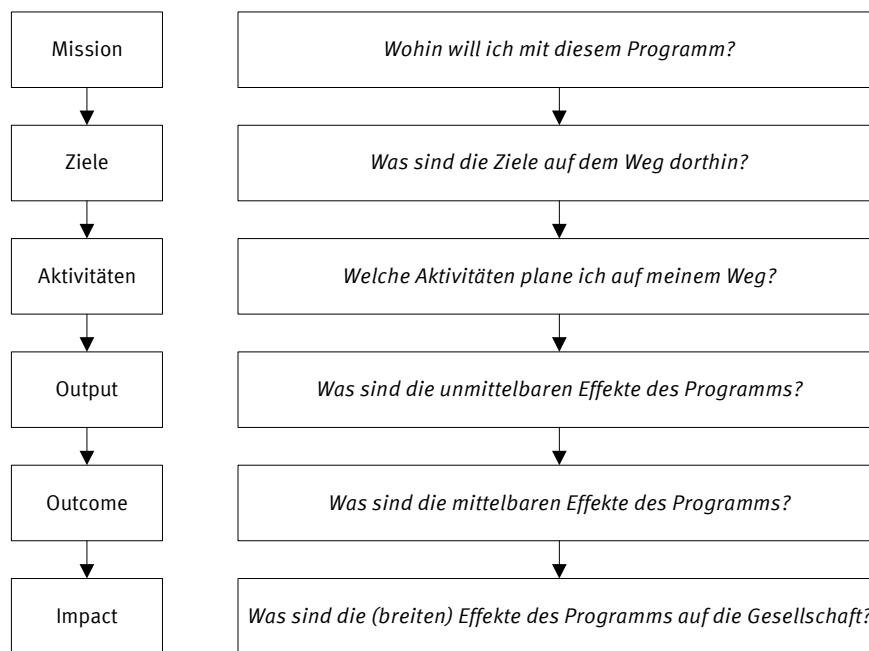 Mission
Wohin will ich mit diesem Programm?
Ziele
Was sind die Ziele auf dem Weg dorthin?
Aktivitäten
Welche Aktivitäten plane ich auf meinem Weg?
Output
Was sind die unmittelbaren Effekte des Programms?
Outcome
Was sind die mittelbaren Effekte des Programms?
Impact
Was sind die (breiten) Effekte des Programms auf die Gesellschaft?